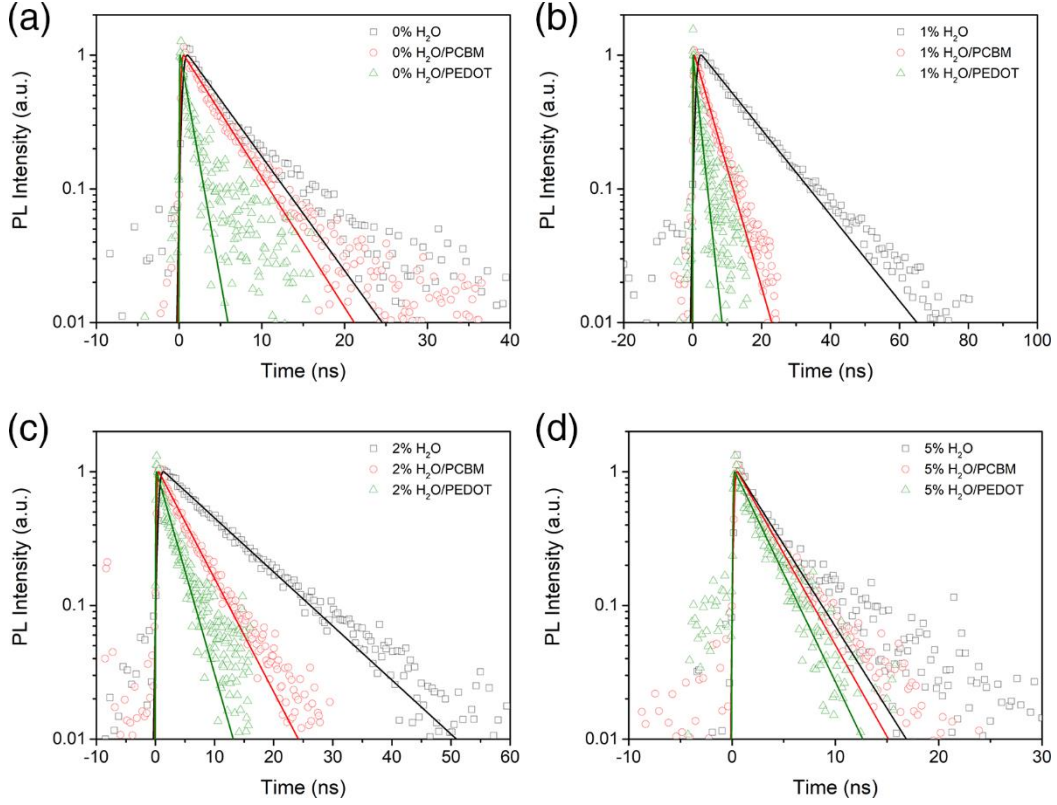 (a)
0% H₂O
0% H₂O/PCBM
0% H₂O/PEDOT
PL Intensity (a.u.)
1
0.1
0.01
-10 0 10 20 30 40
Time (ns)
(b)
1% H₂O
1% H₂O/PCBM
1% H₂O/PEDOT
PL Intensity (a.u.)
1
0.1
0.01
-20 0 20 40 60 80 100
Time (ns)
(c)
2% H₂O
2% H₂O/PCBM
2% H₂O/PEDOT
PL Intensity (a.u.)
1
0.1
0.01
-10 0 10 20 30 40 50 60
Time (ns)
(d)
5% H₂O
5% H₂O/PCBM
5% H₂O/PEDOT
PL Intensity (a.u.)
1
0.1
0.01
-10 0 10 20 30
Time (ns)